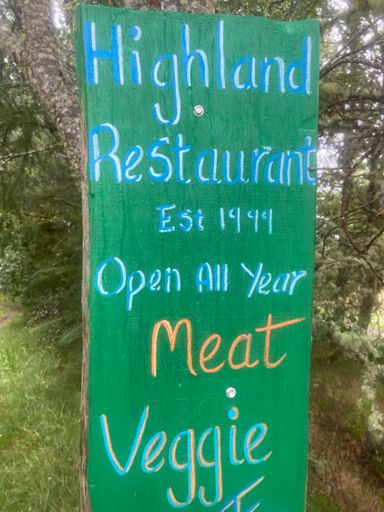 Highland
Restaurant
Est 1999
Open All Year
Meat
Veggie